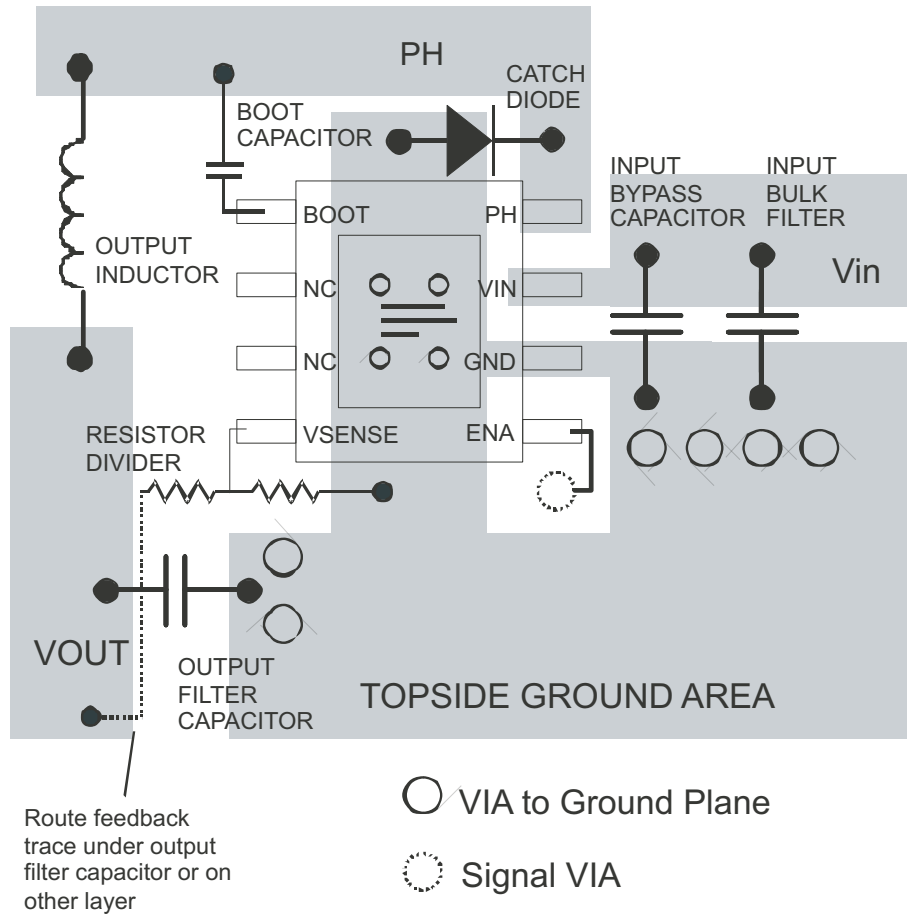 PH
CATCH
DIODE
BOOT
CAPACITOR
INPUT
BYPASS
CAPACITOR
INPUT
BULK
FILTER
Vin
OUTPUT
INDUCTOR
BOOT
PH
NC
VIN
NC
GND
VSENSE
ENA
RESISTOR
DIVIDER
VOUT
OUTPUT
FILTER
CAPACITOR
TOPSIDE GROUND AREA
Route feedback
trace under output
filter capacitor or on
other layer
VIA to Ground Plane
Signal VIA